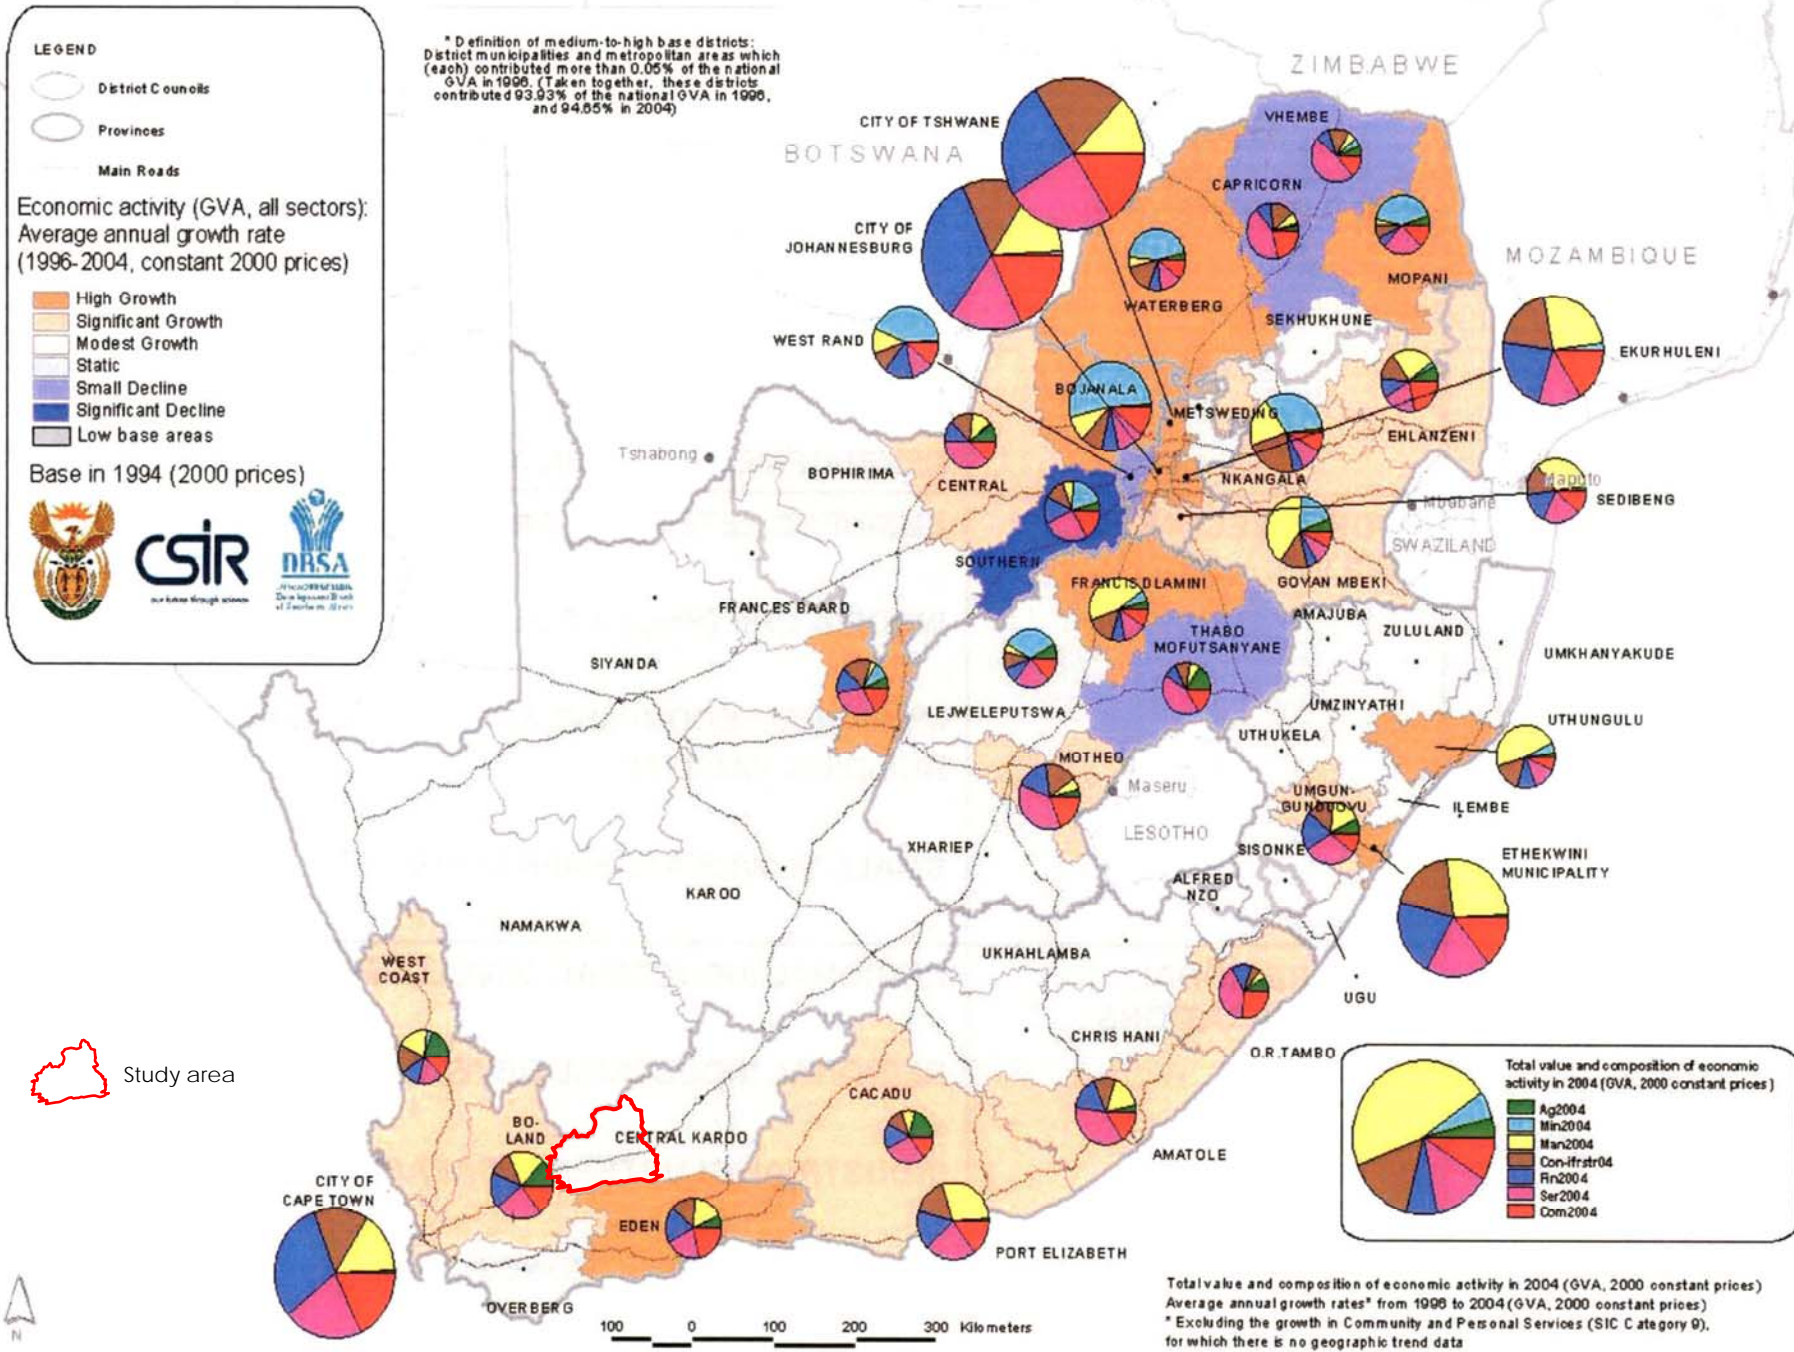 LEGEND
District Councils
Provinces
Main Roads
Economic activity (GVA, all sectors):
Average annual growth rate
(1996-2004, constant 2000 prices)
High Growth
Significant Growth
Modest Growth
Static
Small Decline
Significant Decline
Low base areas
Base in 1994 (2000 prices)
CSIR
our future through science
DBSA
Development Bank
of Southern Africa
* Definition of medium-to-high base districts:
District municipalities and metropolitan areas which
(each) contributed more than 0.05% of the national
GVA in 1996. (Taken together, these districts
contributed 93.93% of the national GVA in 1996,
and 94.65% in 2004)
ZIMBABWE
BOTSWANA
MOZAMBIQUE
CITY OF TSHWANE
VHEMBE
CAPRICORN
CITY OF
JOHANNESBURG
MOPANI
WATERBERG
SEKHUKHUNE
WEST RAND
EKURHULENI
BOJANALA
METSWEDING
EHLANZENI
Tshabong
BOPHIRIMA
CENTRAL
NKANGALA
Maputo
SEDIBENG
Mbabane
SWAZILAND
SOUTHERN
FRANCIS DLAMINI
GOVAN MBEKI
FRANCES BAARD
AMAJUBA
ZULULAND
THABO
MOFUTSANYANE
UMKHANYAKUDE
SIYANDA
LEJWELEPUTSWA
UMZINYATHI
UTHUNGULU
UTHUKELA
MOTHEO
Maseru
UMGUN-
GUNDUOVU
ILEMBE
LESOTHO
XHARIEP
SISONKE
ETHEKWINI
MUNICIPALITY
ALFRED
NZO
KAROO
NAMAKWA
UKHAHLAMBA
WEST
COAST
UGU
CHRIS HANI
O.R.TAMBO
Study area
CACADU
BO-
LAND
CENTRAL KAROO
AMATOLE
CITY OF
CAPE TOWN
EDEN
PORT ELIZABETH
OVERBERG
Total value and composition of economic
activity in 2004 (GVA, 2000 constant prices)
Ag2004
Min2004
Man2004
Con-ifrstr04
Fin2004
Ser2004
Com2004
N
100 0 100 200 300 Kilometers
Total value and composition of economic activity in 2004 (GVA, 2000 constant prices)
Average annual growth rates* from 1996 to 2004 (GVA, 2000 constant prices)
* Excluding the growth in Community and Personal Services (SIC Category 9),
for which there is no geographic trend data